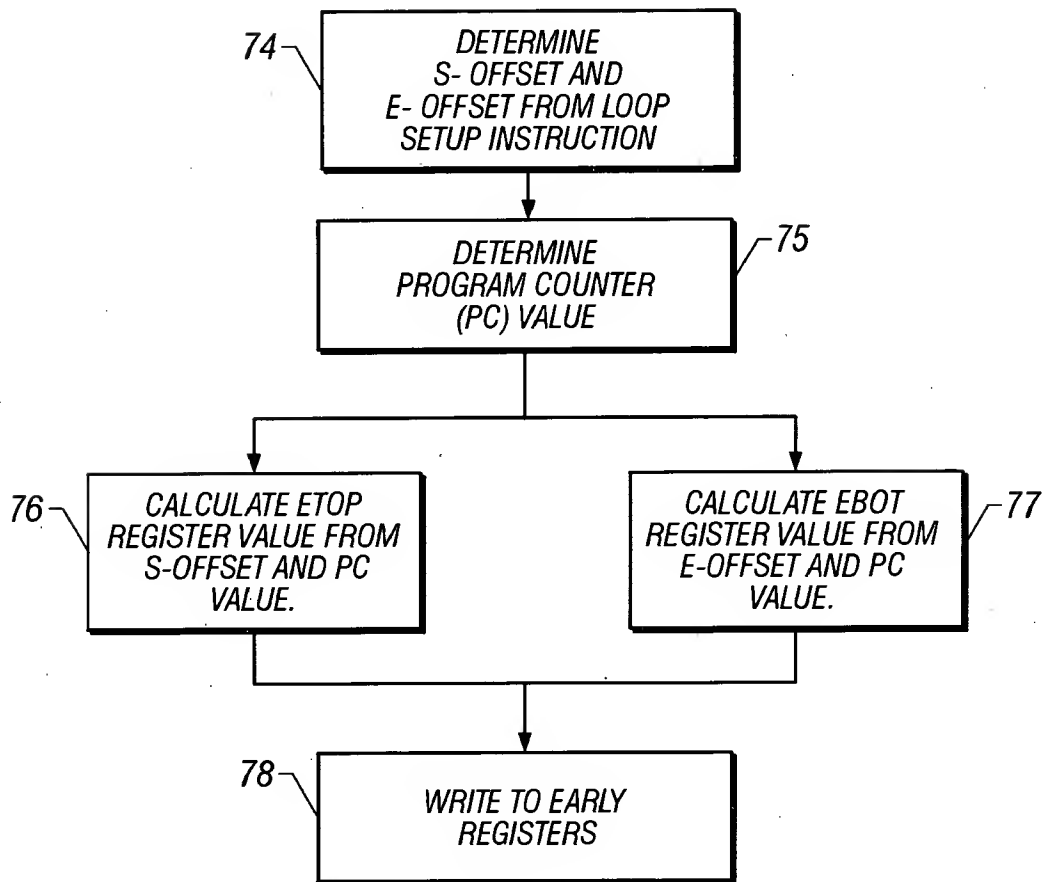 74
DETERMINE
S- OFFSET AND
E- OFFSET FROM LOOP
SETUP INSTRUCTION
75
DETERMINE
PROGRAM COUNTER
(PC) VALUE
76
CALCULATE ETOP
REGISTER VALUE FROM
S-OFFSET AND PC
VALUE.
CALCULATE EBOT
REGISTER VALUE FROM
E-OFFSET AND PC
VALUE.
77
78
WRITE TO EARLY
REGISTERS